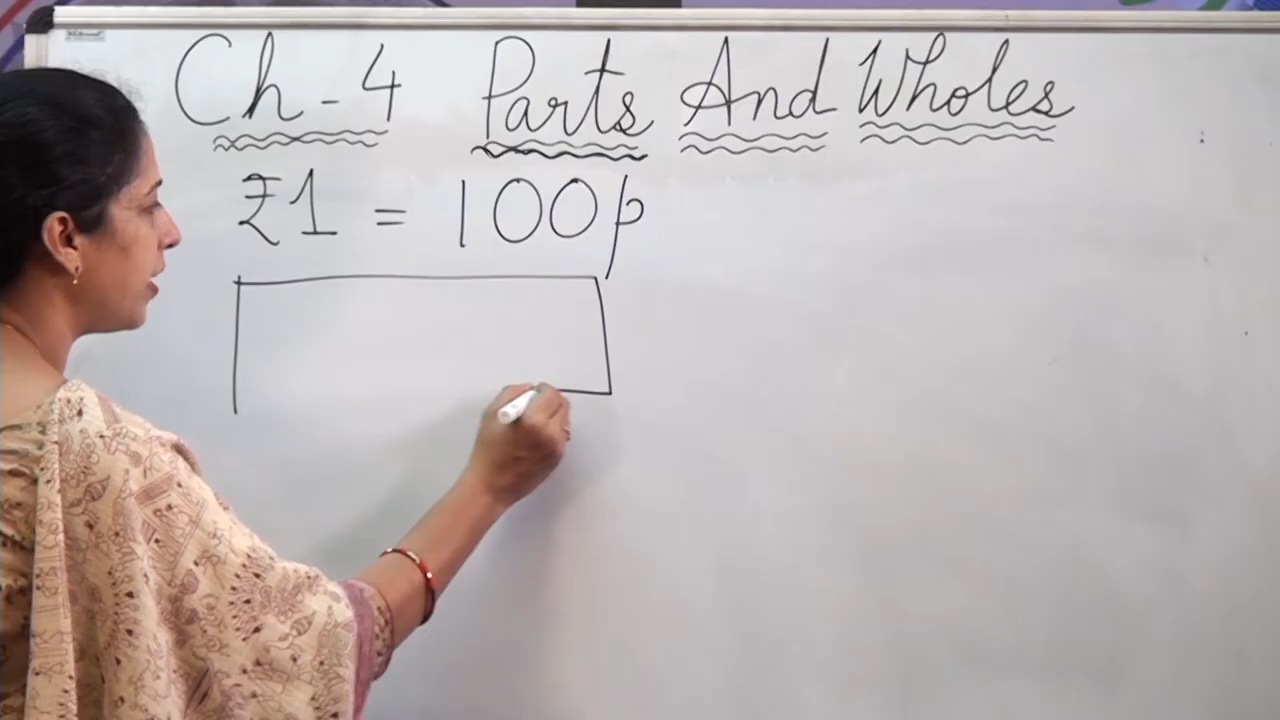 Ch - 4 Parts And Wholes
₹1 = 100p